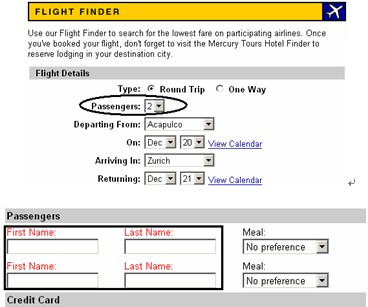 FLIGHT FINDER
Use our Flight Finder to search for the lowest fare on participating airlines. Once
you've booked your flight, don't forget to visit the Mercury Tours Hotel Finder to
reserve lodging in your destination city.
Flight Details
Type: Round Trip One Way
Passengers: 2
Departing From: Acapulco
On: Dec 20 View Calendar
Arriving In: Zurich
Returning: Dec 21 View Calendar
Passengers
First Name: Last Name: Meal:
No preference
First Name: Last Name: Meal:
No preference
Credit Card